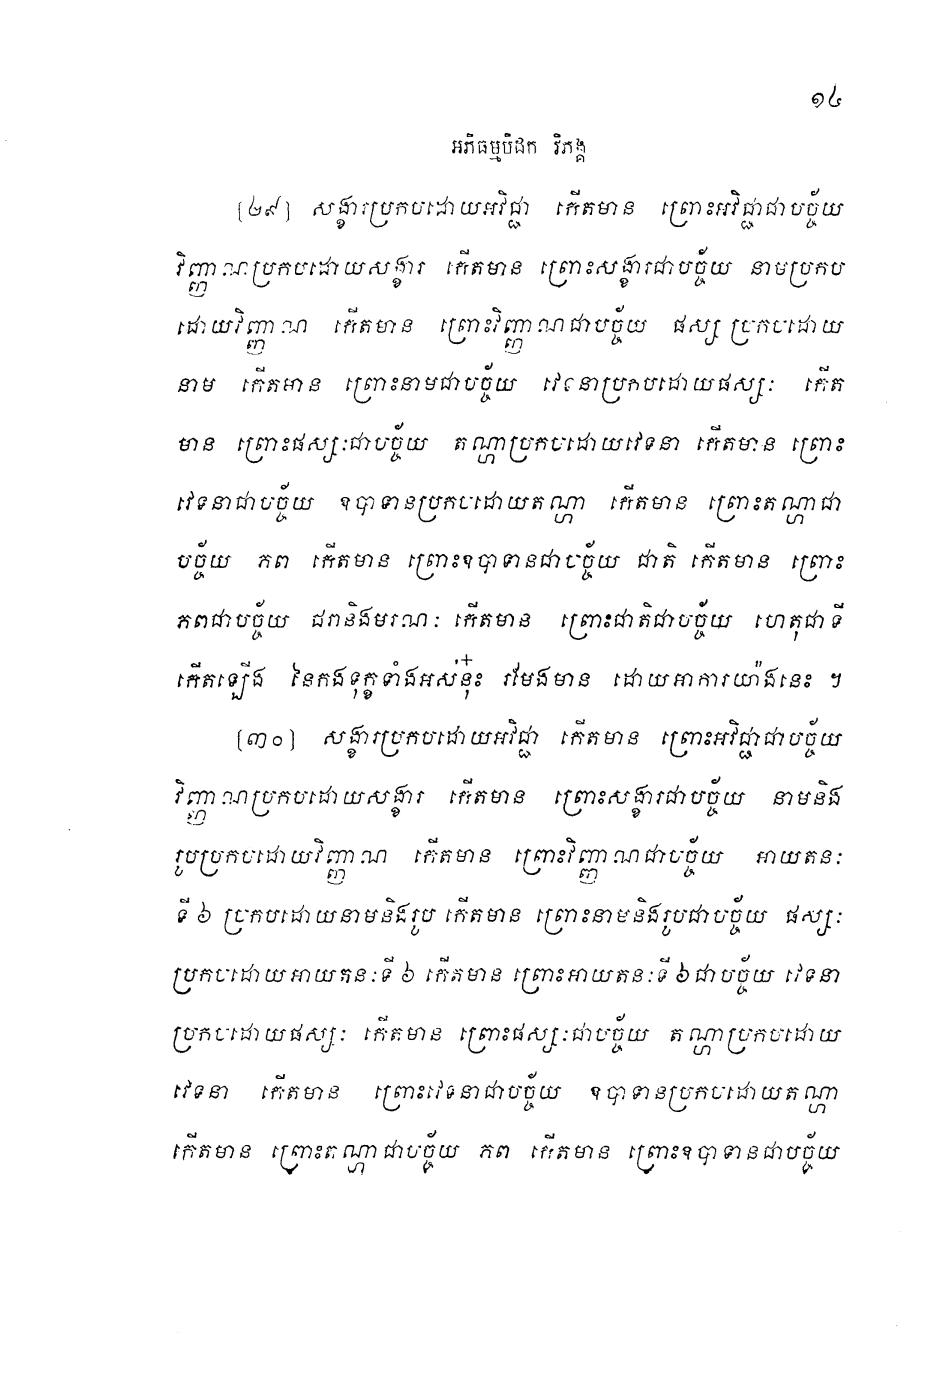 ១៤
អភិធម្មបិដក វិភង្គ
[២៩] សង្ខារប្រកបដោយអវិជ្ជា កើតមាន ព្រោះអវិជ្ជាជាបច្ច័យ
វិញ្ញាណប្រកបដោយសង្ខារ កើតមាន ព្រោះសង្ខារជាបច្ច័យ នាមប្រកប
ដោយវិញ្ញាណ កើតមាន ព្រោះវិញ្ញាណជាបច្ច័យ ផស្ស ប្រកបដោយ
នាម កើតមាន ព្រោះនាមជាបច្ច័យ វេទនាប្រកបដោយផស្សៈ កើត
មាន ព្រោះផស្សៈជាបច្ច័យ តណ្ហាប្រកបដោយវេទនា កើតមាន ព្រោះ
វេទនាជាបច្ច័យ ឧបាទានប្រកបដោយតណ្ហា កើតមាន ព្រោះតណ្ហាជា
បច្ច័យ ភព កើតមាន ព្រោះឧបាទានជាបច្ច័យ ជាតិ កើតមាន ព្រោះ
ភពជាបច្ច័យ ជរានិងមរណៈ កើតមាន ព្រោះជាតិជាបច្ច័យ ហេតុជាទី
កើតឡើង នៃកងទុក្ខទាំងអស់នុ៎ះ រមែងមាន ដោយអាការយ៉ាងនេះ ។
[៣០] សង្ខារប្រកបដោយអវិជ្ជា កើតមាន ព្រោះអវិជ្ជាជាបច្ច័យ
វិញ្ញាណប្រកបដោយសង្ខារ កើតមាន ព្រោះសង្ខារជាបច្ច័យ នាមនិង
រូបប្រកបដោយវិញ្ញាណ កើតមាន ព្រោះវិញ្ញាណជាបច្ច័យ អាយតនៈ
ទី ៦ ប្រកបដោយនាមនិងរូប កើតមាន ព្រោះនាមនិងរូបជាបច្ច័យ ផស្សៈ
ប្រកបដោយអាយតនៈទី ៦ កើតមាន ព្រោះអាយតនៈទី ៦ជាបច្ច័យ វេទនា
ប្រកបដោយផស្សៈ កើតមាន ព្រោះផស្សៈជាបច្ច័យ តណ្ហាប្រកបដោយ
វេទនា កើតមាន ព្រោះវេទនាជាបច្ច័យ ឧបាទានប្រកបដោយតណ្ហា
កើតមាន ព្រោះតណ្ហាជាបច្ច័យ ភព កើតមាន ព្រោះឧបាទានជាបច្ច័យ